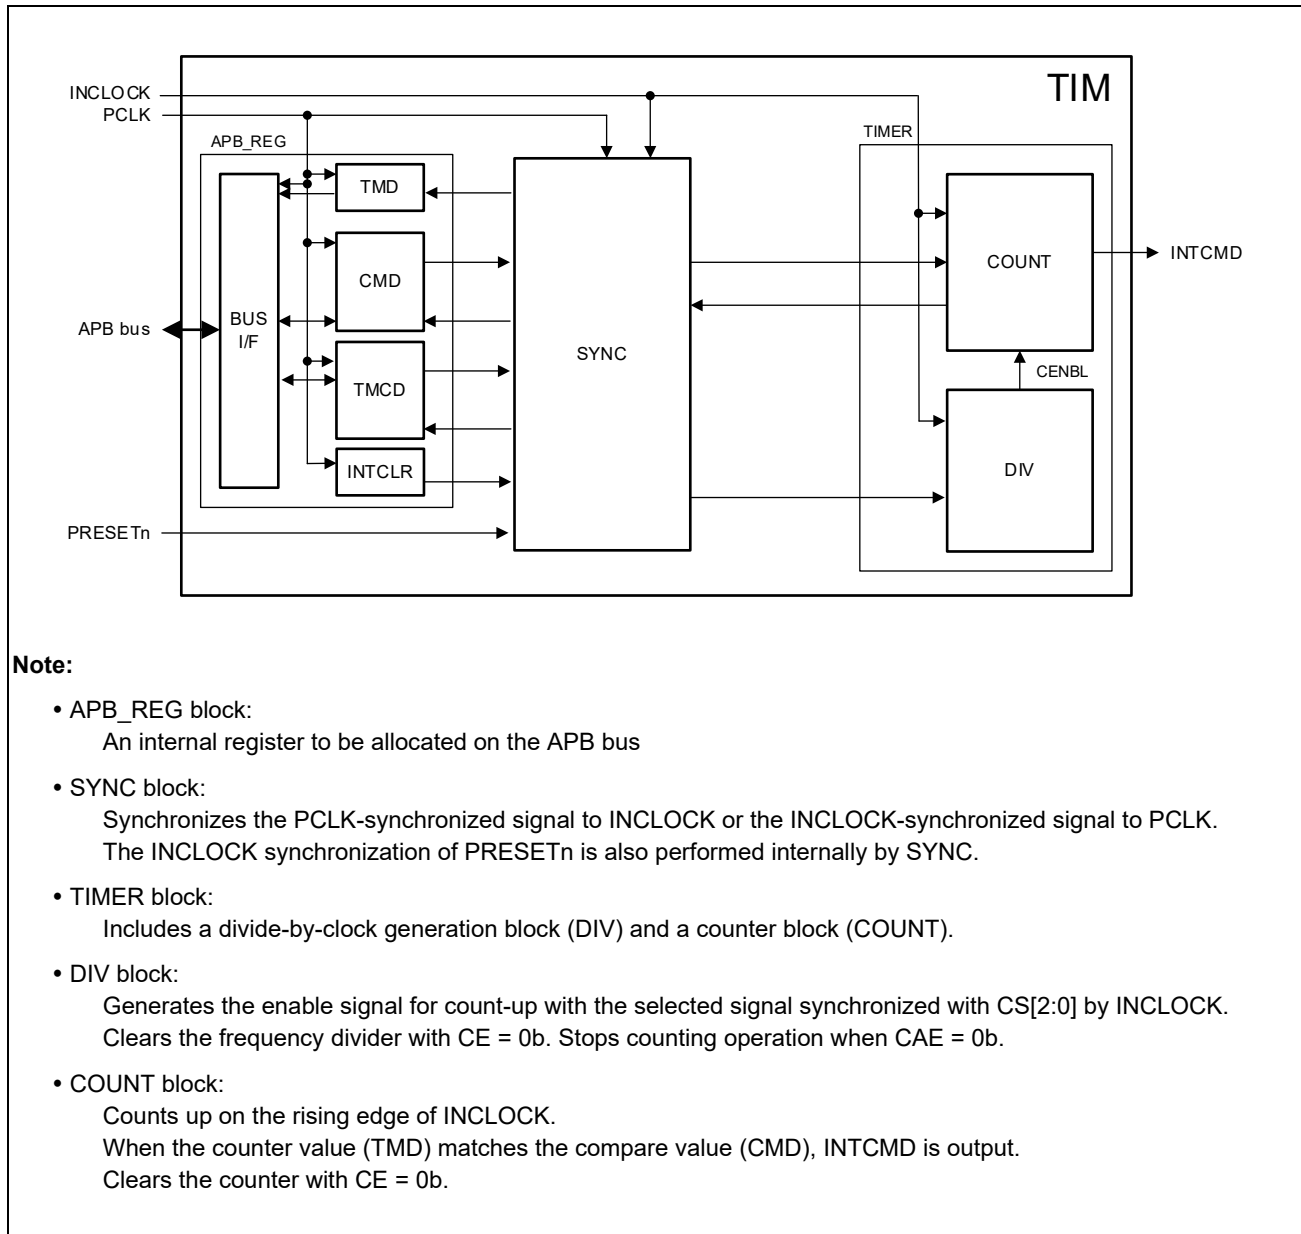 TIM
INCLOCK
PCLK
APB_REG
TIMER
TMD
CMD
COUNT
INTCMD
BUS
I/F
APB bus
SYNC
TMCD
CENBL
INTCLR
DIV
PRESETn
Note:
• APB_REG block:
An internal register to be allocated on the APB bus
• SYNC block:
Synchronizes the PCLK-synchronized signal to INCLOCK or the INCLOCK-synchronized signal to PCLK.
The INCLOCK synchronization of PRESETn is also performed internally by SYNC.
• TIMER block:
Includes a divide-by-clock generation block (DIV) and a counter block (COUNT).
• DIV block:
Generates the enable signal for count-up with the selected signal synchronized with CS[2:0] by INCLOCK.
Clears the frequency divider with CE = 0b. Stops counting operation when CAE = 0b.
• COUNT block:
Counts up on the rising edge of INCLOCK.
When the counter value (TMD) matches the compare value (CMD), INTCMD is output.
Clears the counter with CE = 0b.